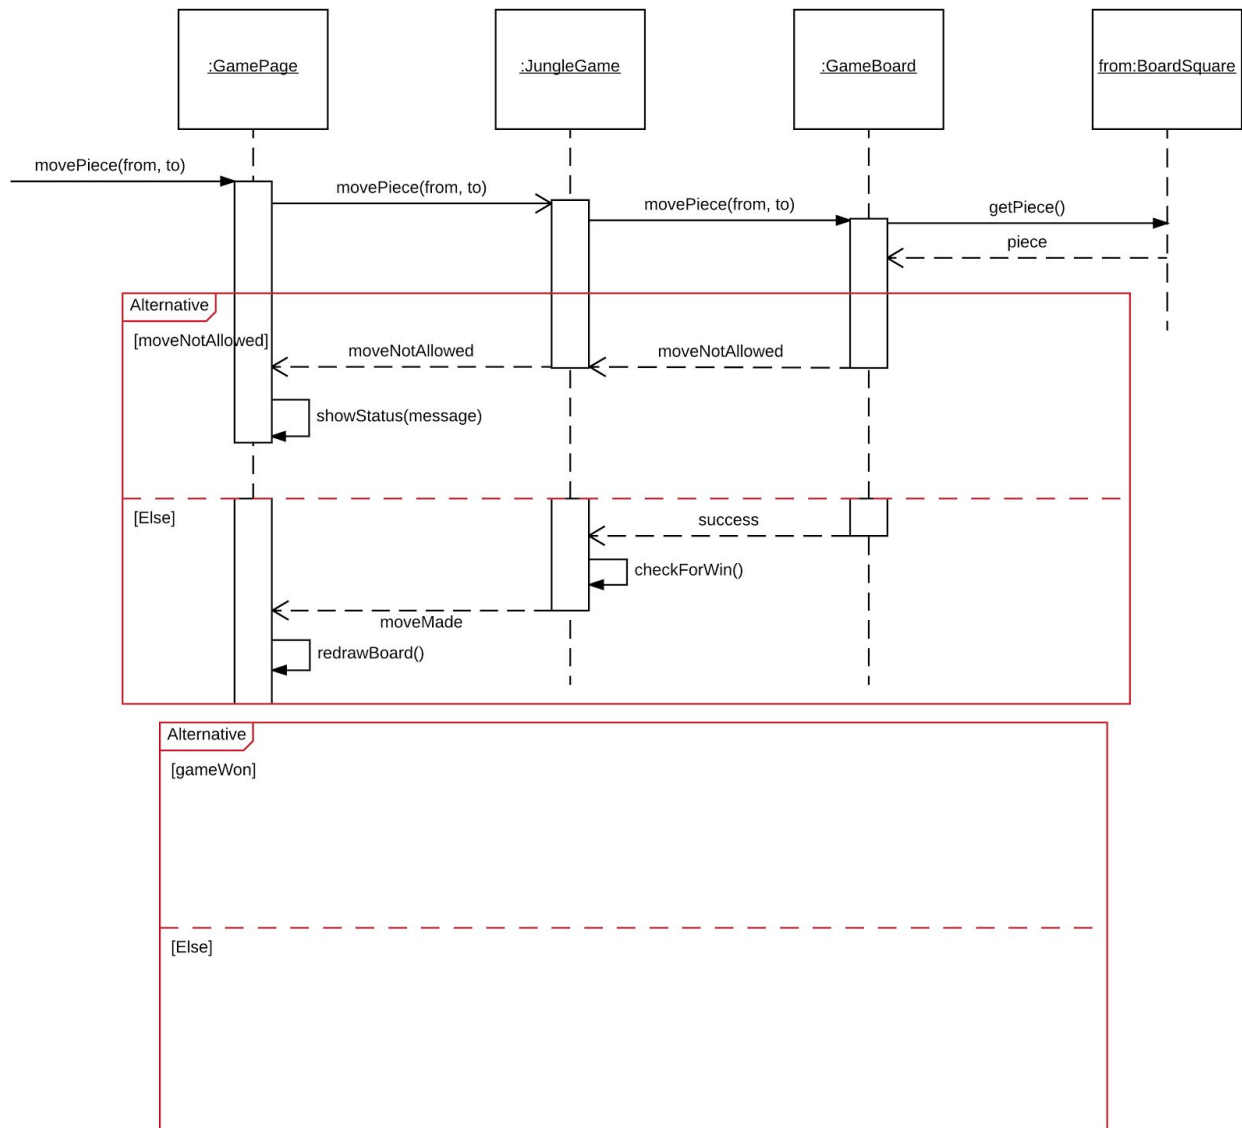 :GamePage
:JungleGame
:GameBoard
from:BoardSquare
movePiece(from, to)
movePiece(from, to)
movePiece(from, to)
getPiece()
piece
Alternative
[moveNotAllowed]
moveNotAllowed
moveNotAllowed
showStatus(message)
[Else]
success
checkForWin()
moveMade
redrawBoard()
Alternative
[gameWon]
[Else]